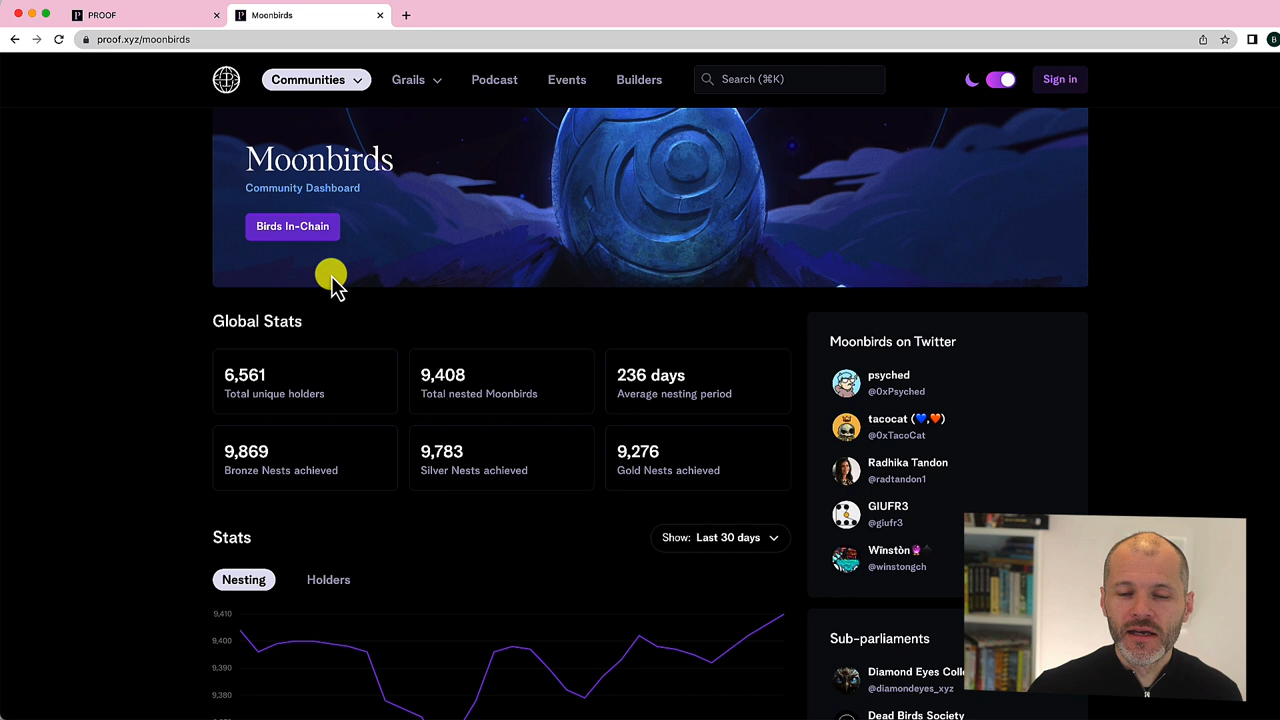 PROOF
Moonbirds
proof.xyz/moonbirds
B
Communities
Grails
Podcast
Events
Builders
Search (⌘K)
Sign in
Moonbirds
Community Dashboard
Birds In-Chain
Global Stats
6,561
Total unique holders
9,408
Total nested Moonbirds
236 days
Average nesting period
9,869
Bronze Nests achieved
9,783
Silver Nests achieved
9,276
Gold Nests achieved
Stats
Show: Last 30 days
Nesting
Holders
9,410
9,400
9,390
9,380
Moonbirds on Twitter
psyched
@0xPsyched
tacocat (💙,🧡)
@0xTacoCat
Radhika Tandon
@radtandon1
GIUFR3
@giufr3
Wînstòn
@winstongch
Sub-parliaments
Diamond Eyes Colle
@diamondeyes_xyz
Dead Birds Society